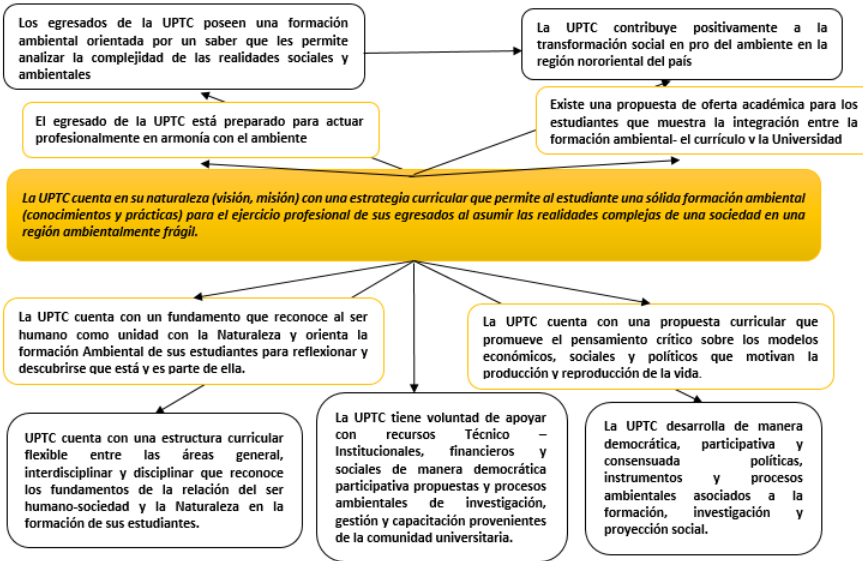 Los egresados de la UPTC poseen una formación
ambiental orientada por un saber que les permite
analizar la complejidad de las realidades sociales y
ambientales
La UPTC contribuye positivamente a la
transformación social en pro del ambiente en la
región nororiental del país
El egresado de la UPTC está preparado para actuar
profesionalmente en armonía con el ambiente
Existe una propuesta de oferta académica para los
estudiantes que muestra la integración entre la
formación ambiental- el currículo y la Universidad
La UPTC cuenta en su naturaleza (visión, misión) con una estrategia curricular que permite al estudiante una sólida formación ambiental
(conocimientos y prácticas) para el ejercicio profesional de sus egresados al asumir las realidades complejas de una sociedad en una
región ambientalmente frágil.
La UPTC cuenta con un fundamento que reconoce al ser
humano como unidad con la Naturaleza y orienta la
formación Ambiental de sus estudiantes para reflexionar y
descubrirse que está y es parte de ella.
La UPTC cuenta con una propuesta curricular que
promueve el pensamiento crítico sobre los modelos
económicos, sociales y políticos que motivan la
producción y reproducción de la vida.
UPTC cuenta con una estructura curricular
flexible entre las áreas general,
interdisciplinar y disciplinar que reconoce
los fundamentos de la relación del ser
humano-sociedad y la Naturaleza en la
formación de sus estudiantes.
La UPTC tiene voluntad de apoyar
con recursos Técnico –
Institucionales, financieros y
sociales de manera democrática
participativa propuestas y procesos
ambientales de investigación,
gestión y capacitación provenientes
de la comunidad universitaria.
La UPTC desarrolla de manera
democrática, participativa y
consensuada políticas,
instrumentos y procesos
ambientales asociados a la
formación, investigación y
proyección social.